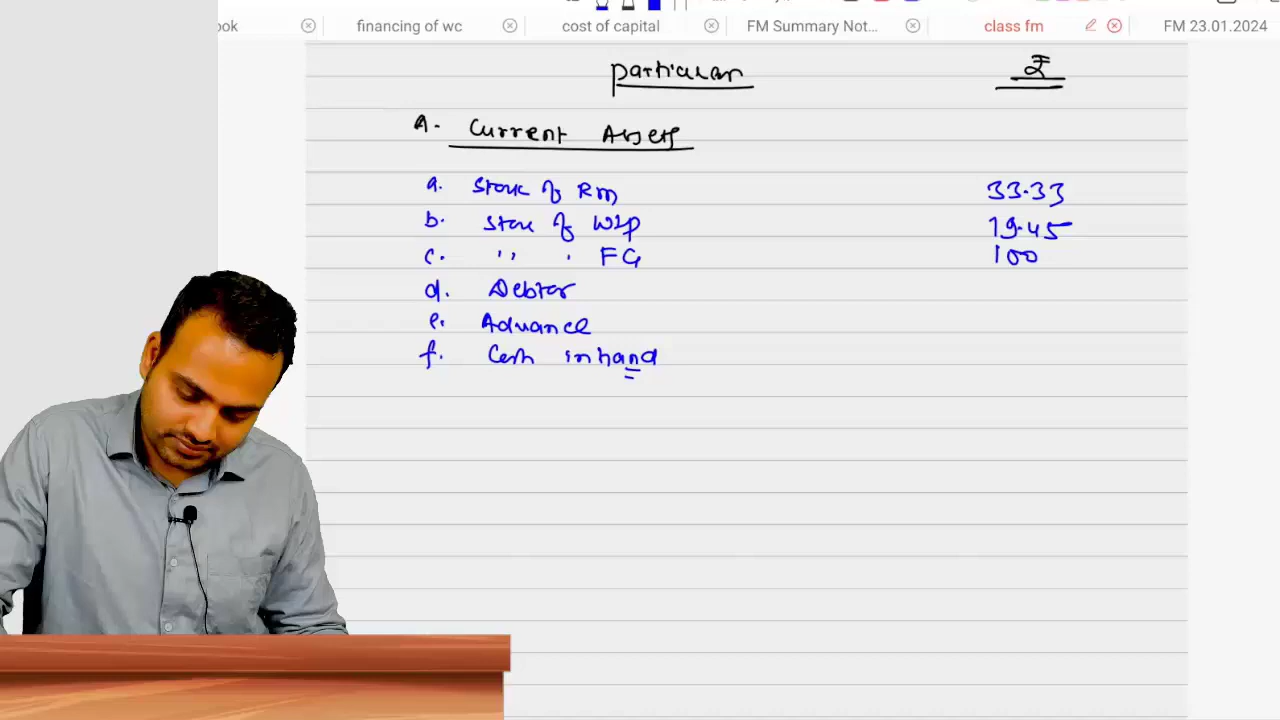 ook financing of wc cost of capital FM Summary Not... class fm FM 23.01.2024
particular ₹
A. Current Assets
a. Stock of RM 33.33
b. Stock of WIP 19.45
c. " " FG 100
d. Debtor
e. Advance
f. Cash in hand